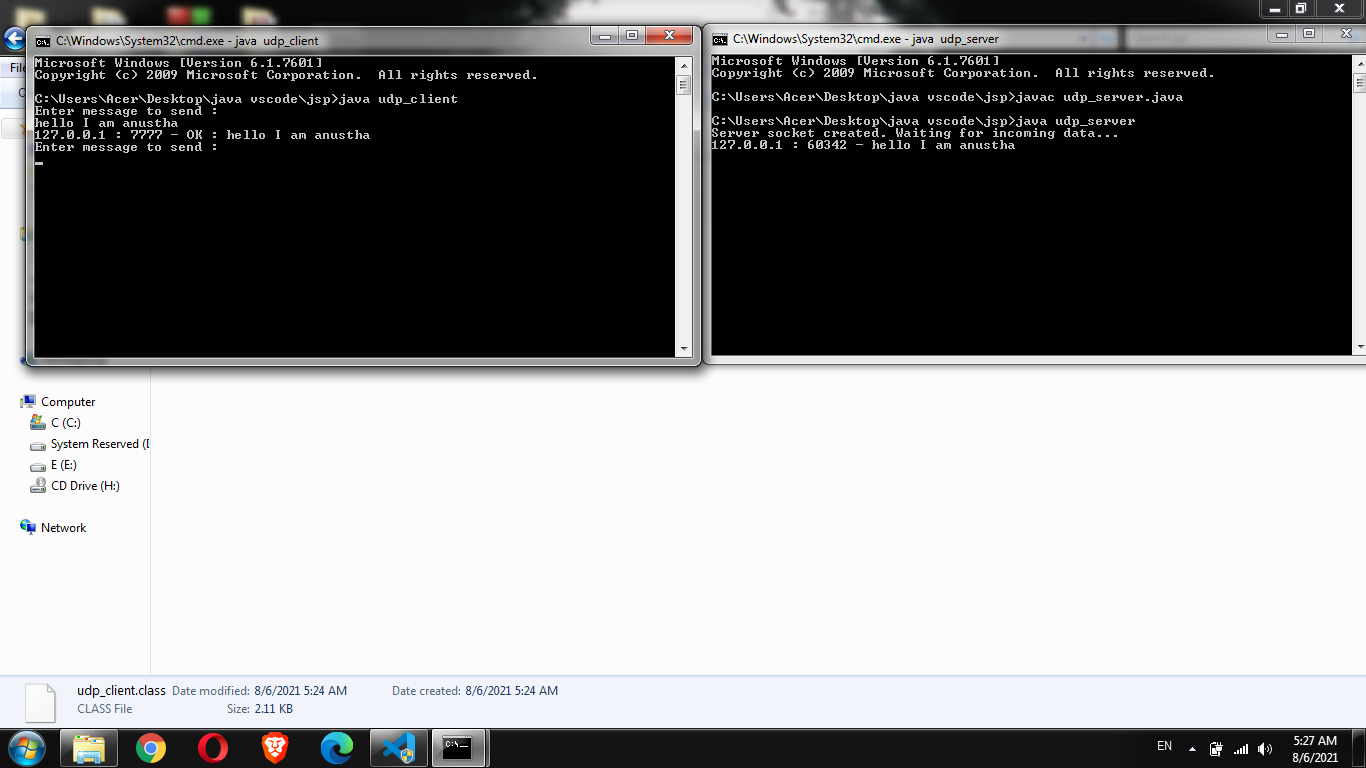 C:\Windows\System32\cmd.exe - java  udp_client
Microsoft Windows [Version 6.1.7601]
Copyright (c) 2009 Microsoft Corporation.  All rights reserved.
C:\Users\Acer\Desktop\java vscode\jsp>java udp_client
Enter message to send :
hello I am anustha
127.0.0.1 : 7777 - OK : hello I am anustha
Enter message to send :
C:\Windows\System32\cmd.exe - java  udp_server
Microsoft Windows [Version 6.1.7601]
Copyright (c) 2009 Microsoft Corporation.  All rights reserved.
C:\Users\Acer\Desktop\java vscode\jsp>javac udp_server.java
C:\Users\Acer\Desktop\java vscode\jsp>java udp_server
Server socket created. Waiting for incoming data...
127.0.0.1 : 60342 - hello I am anustha
Computer
C (C:)
System Reserved (
E (E:)
CD Drive (H:)
Network
udp_client.class Date modified: 8/6/2021 5:24 AM Date created: 8/6/2021 5:24 AM
CLASS File Size: 2.11 KB
EN
5:27 AM
8/6/2021